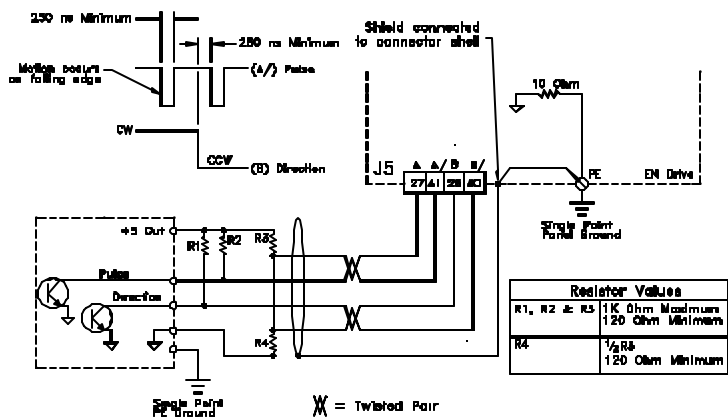 250 ns Minimum
250 ns Minimum
Motion occurs
on falling edge
(A/) Pulse
CW
CCW
(B) Direction
Shield connected
to connector shell
10 Ohm
J5
A A/ B B/
27 41 26 40
PE
EN Drive
Single Point
Panel Ground
+5 Out
R1
R2
R3
Pulse
Direction
R4
Single Point
PE Ground
= Twisted Pair
Resistor Values
R1, R2 & R3
1K Ohm Maximum
120 Ohm Minimum
R4
1/2R3
120 Ohm Minimum